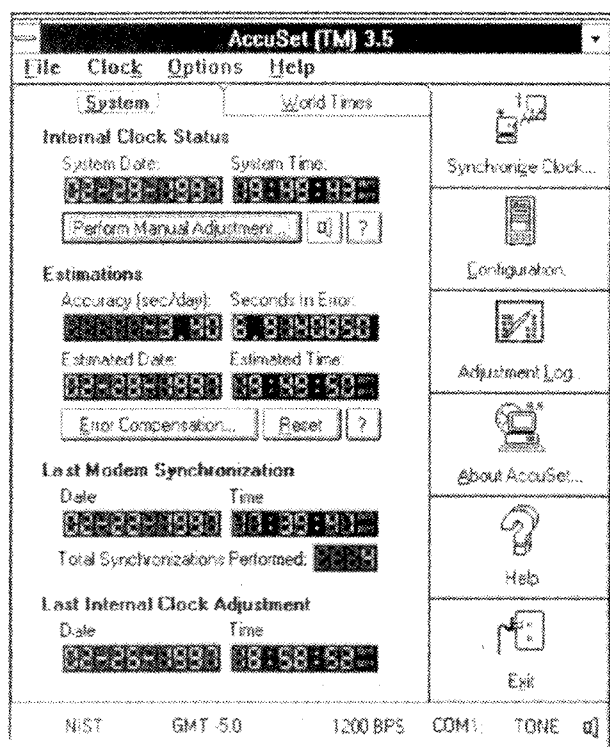 AccuSet (TM) 3.5
File Clock Options Help
System World Times
Internal Clock Status
System Date: System Time:
Perform Manual Adjustment... ?
Estimations
Accuracy (sec/day): Seconds In Error:
Estimated Date: Estimated Time:
Error Compensation... Reset ?
Last Modem Synchronization
Date Time
Total Synchronizations Performed:
Last Internal Clock Adjustment
Date Time
Synchronize Clock...
Configuration.
Adjustment Log..
About AccuSet...
Help
Exit
NIST GMT -5.0 1200 BPS COM1: TONE